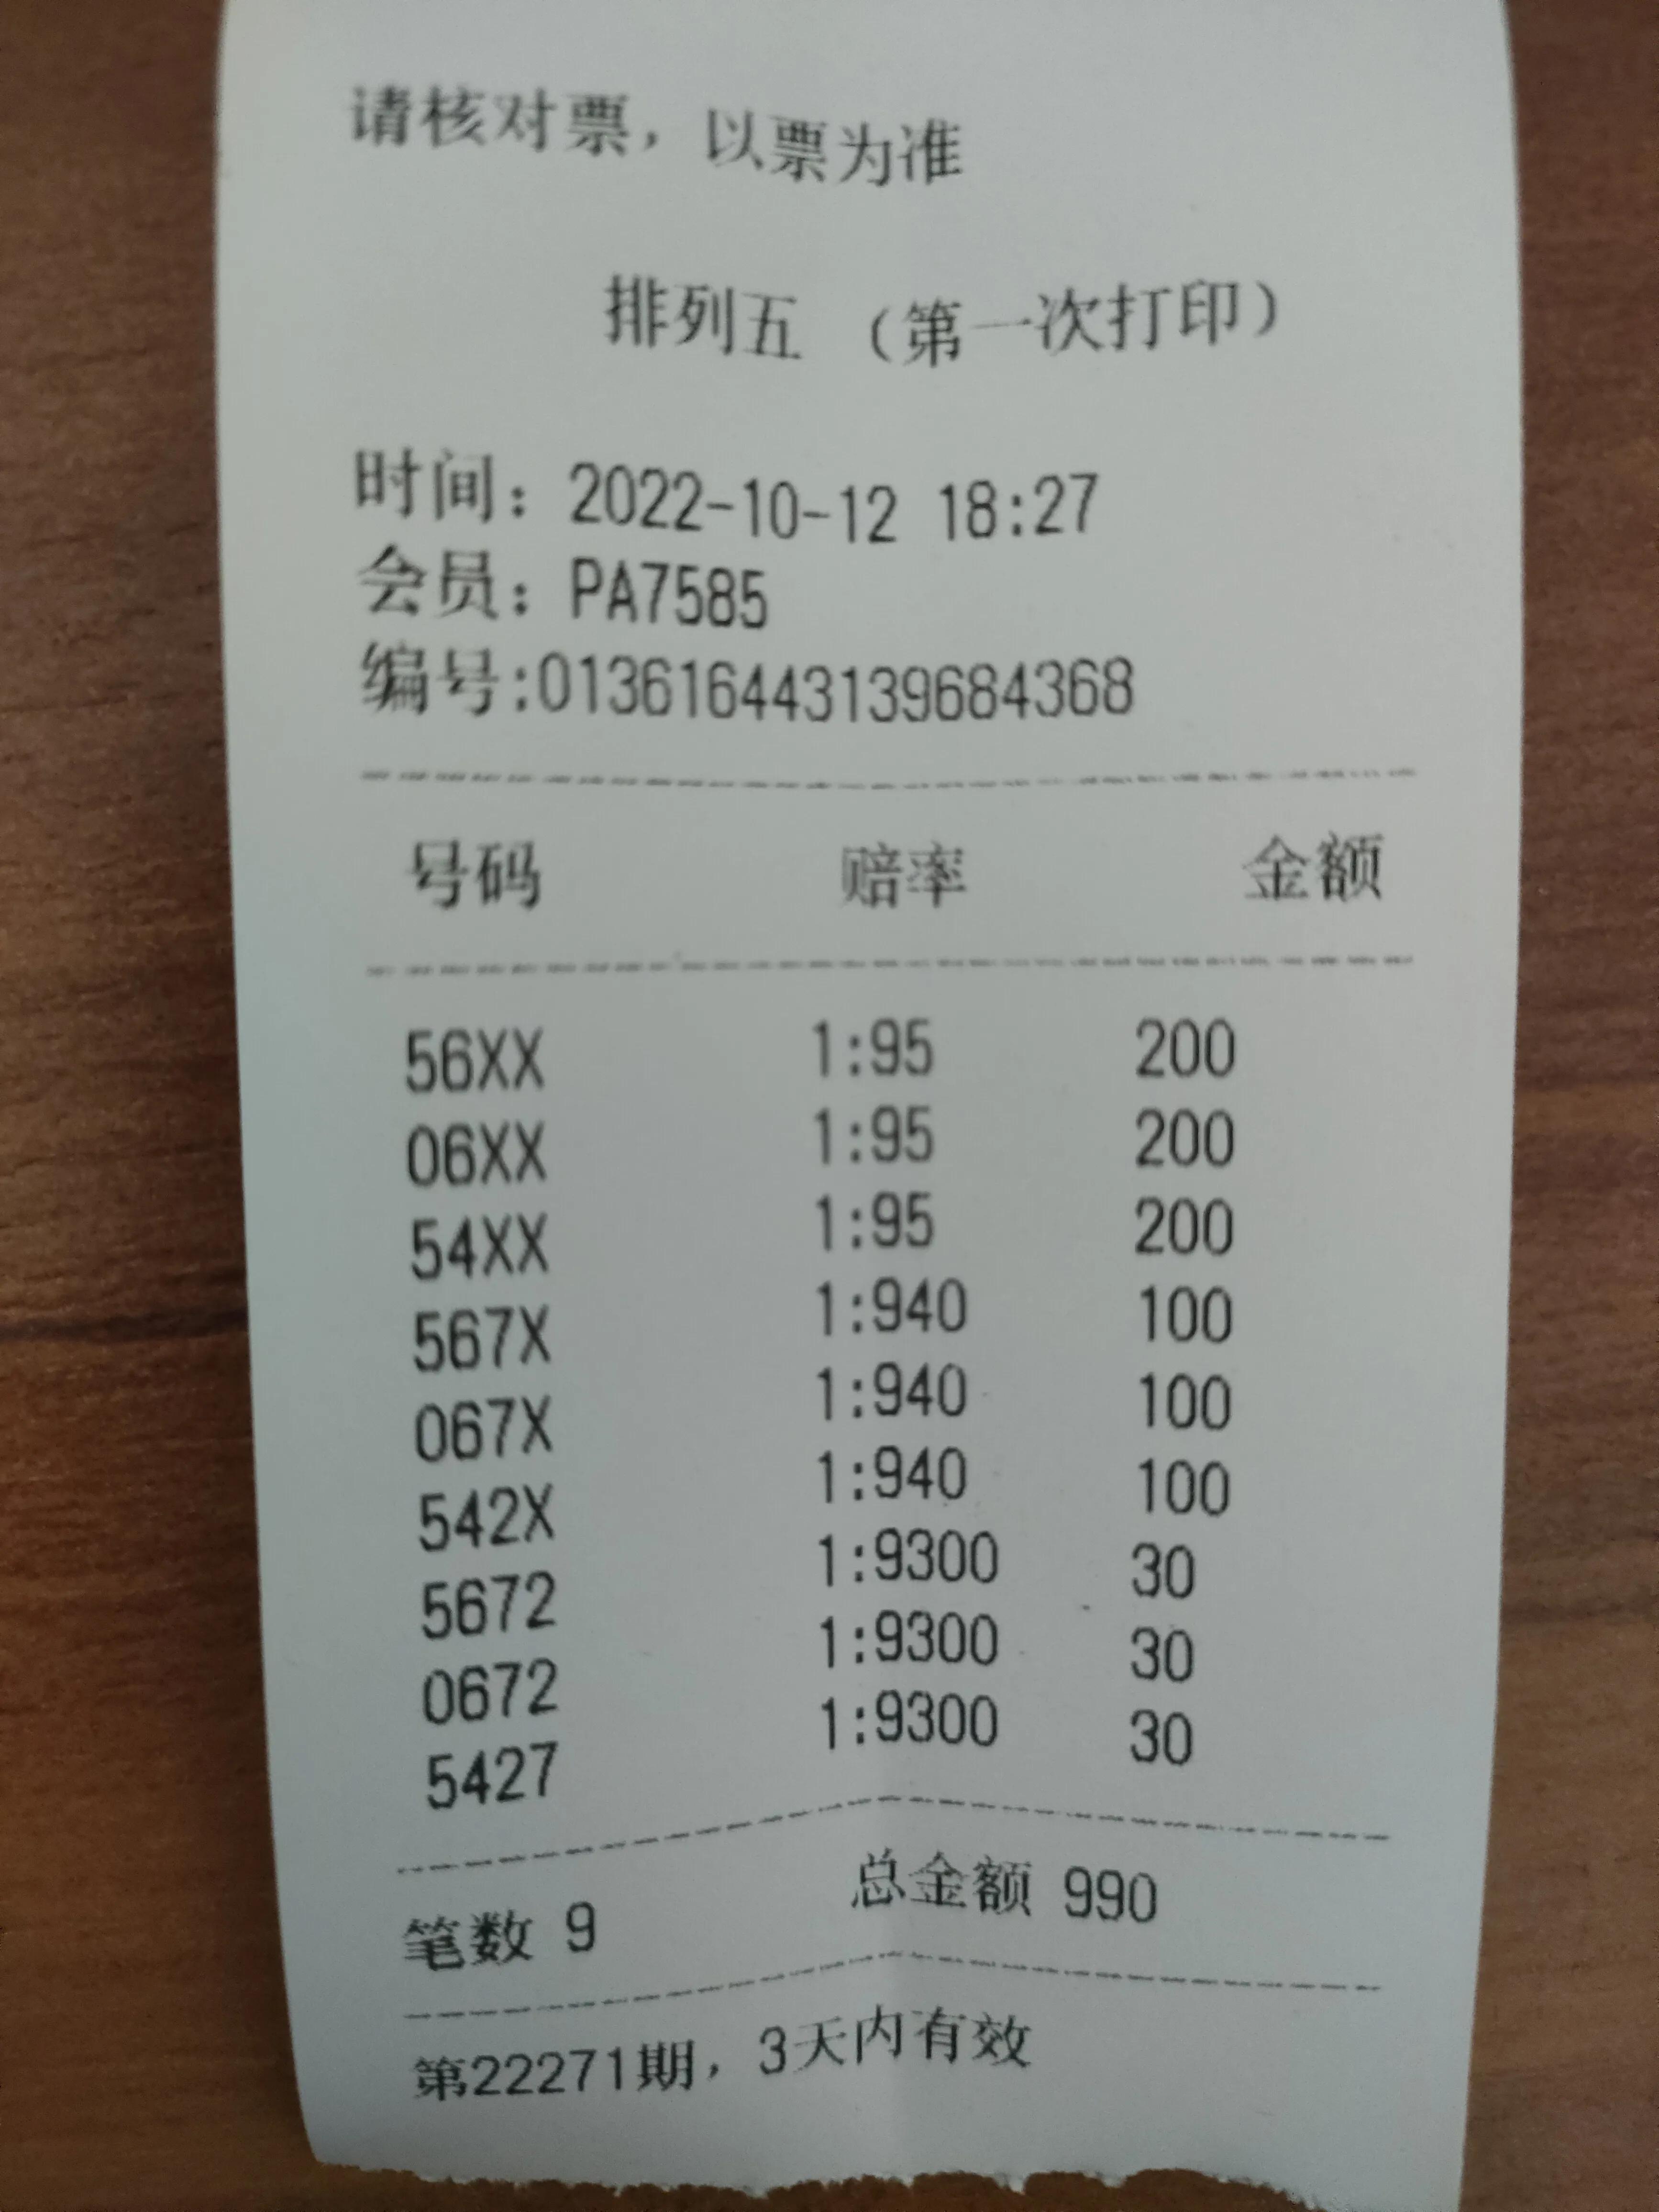 请核对票，以票为准
排列五 （第一次打印）
时间：2022-10-12 18:27
会员：PA7585
编号:013616443139684368
号码 赔率 金额
56XX 1:95 200
06XX 1:95 200
54XX 1:95 200
567X 1:940 100
067X 1:940 100
542X 1:940 100
5672 1:9300 30
0672 1:9300 30
5427 1:9300 30
笔数 9 总金额 990
第22271期，3天内有效